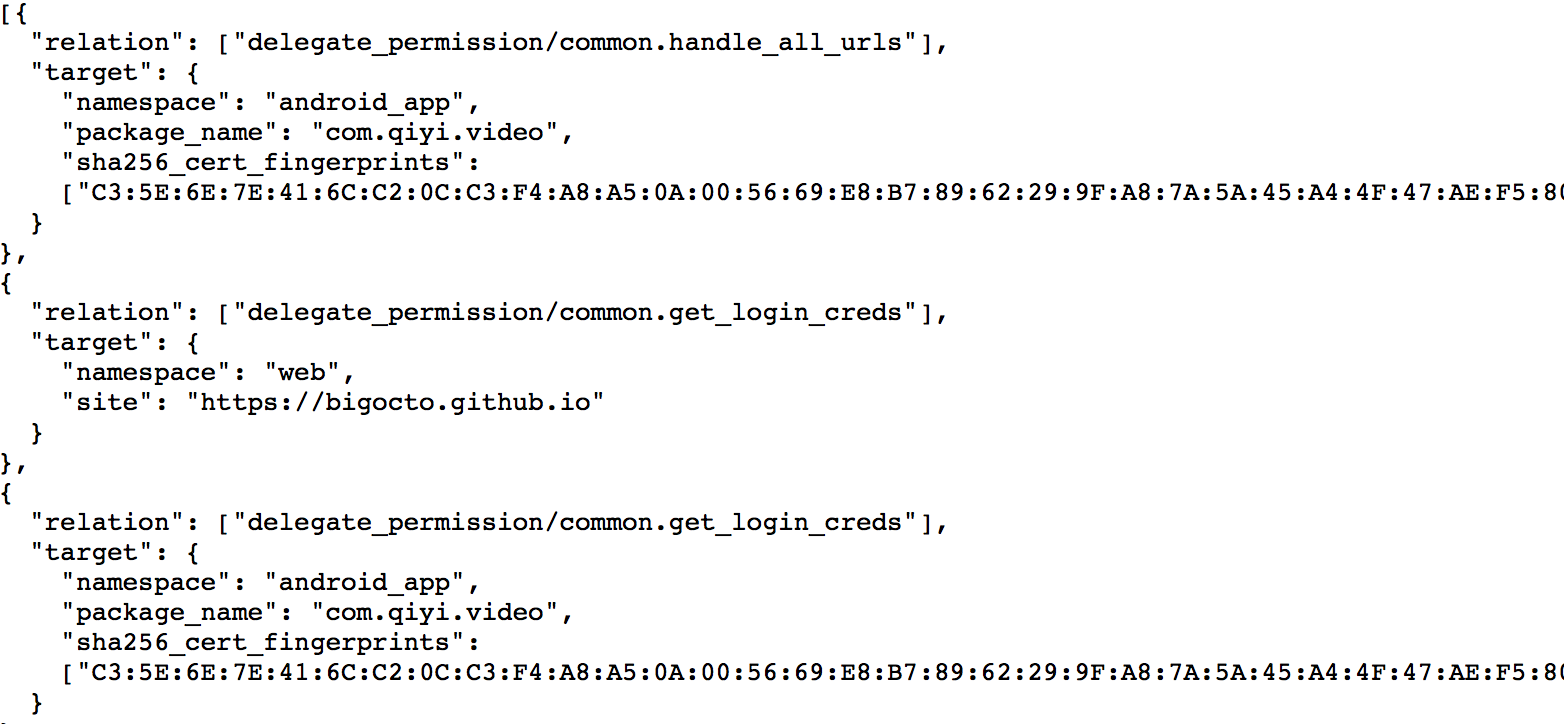 [{
  "relation": ["delegate_permission/common.handle_all_urls"],
  "target": {
    "namespace": "android_app",
    "package_name": "com.qiyi.video",
    "sha256_cert_fingerprints":
    ["C3:5E:6E:7E:41:6C:C2:0C:C3:F4:A8:A5:0A:00:56:69:E8:B7:89:62:29:9F:A8:7A:5A:45:A4:4F:47:AE:F5:8
  }
},
{
  "relation": ["delegate_permission/common.get_login_creds"],
  "target": {
    "namespace": "web",
    "site": "https://bigocto.github.io"
  }
},
{
  "relation": ["delegate_permission/common.get_login_creds"],
  "target": {
    "namespace": "android_app",
    "package_name": "com.qiyi.video",
    "sha256_cert_fingerprints":
    ["C3:5E:6E:7E:41:6C:C2:0C:C3:F4:A8:A5:0A:00:56:69:E8:B7:89:62:29:9F:A8:7A:5A:45:A4:4F:47:AE:F5:8
  }